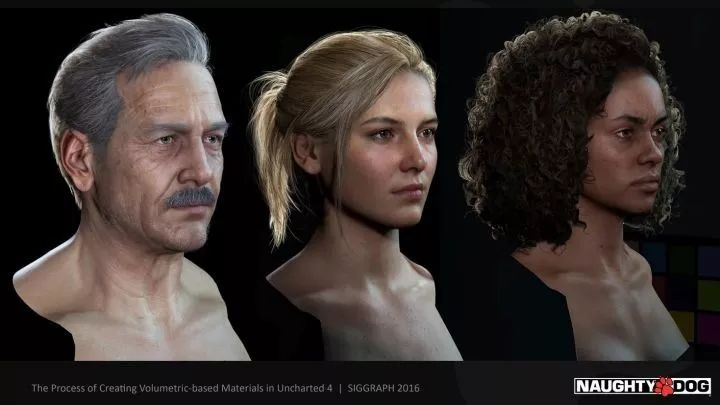 The Process of Creating Volumetric-based Materials in Uncharted 4 | SIGGRAPH 2016
NAUGHTY DOG